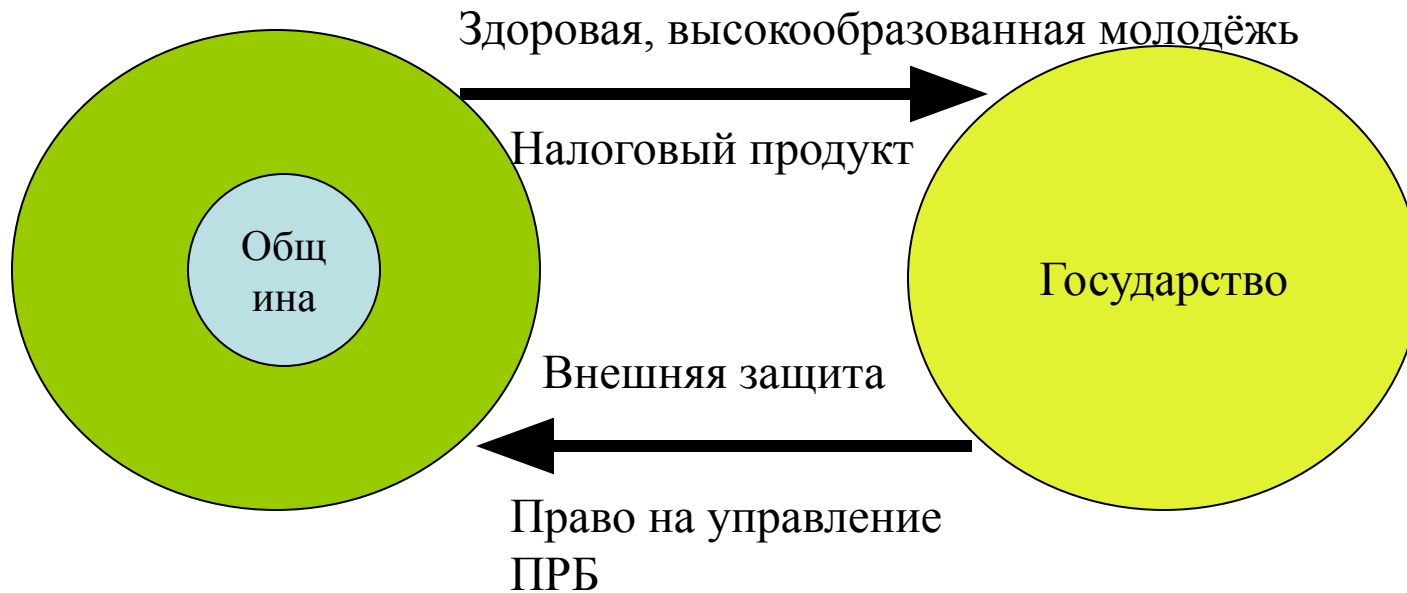 Здоровая, высокообразованная молодёжь
Налоговый продукт
Общ
ина
Государство
Внешняя защита
Право на управление
ПРБ